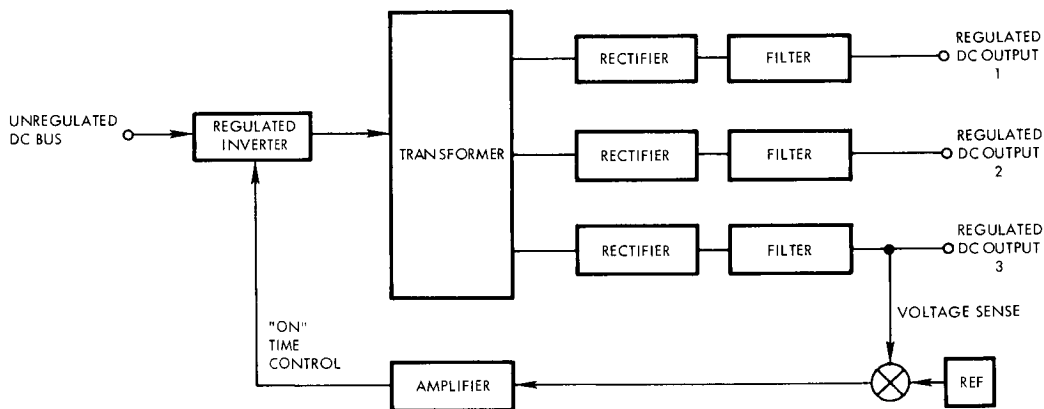 UNREGULATED
DC BUS
REGULATED
INVERTER
TRANSFORMER
RECTIFIER
FILTER
REGULATED
DC OUTPUT
1
RECTIFIER
FILTER
REGULATED
DC OUTPUT
2
RECTIFIER
FILTER
REGULATED
DC OUTPUT
3
VOLTAGE SENSE
"ON"
TIME
CONTROL
AMPLIFIER
REF